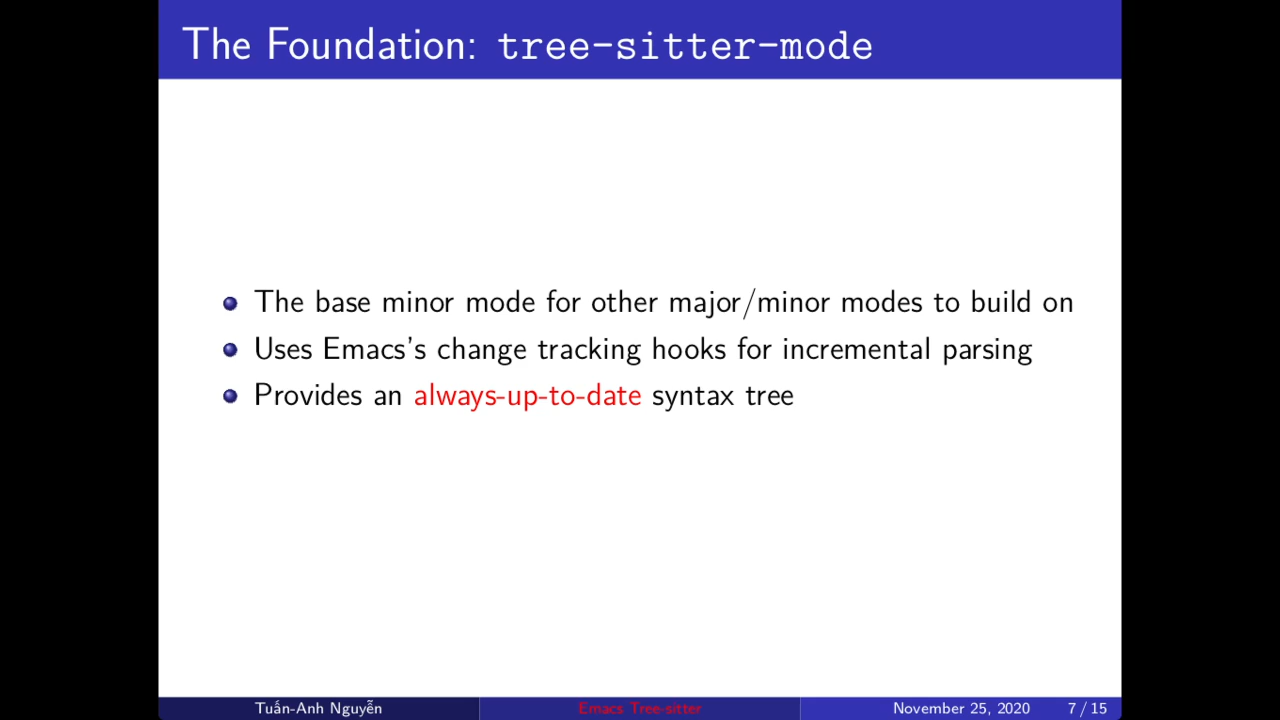 The Foundation: tree-sitter-mode
The base minor mode for other major/minor modes to build on
Uses Emacs's change tracking hooks for incremental parsing
Provides an always-up-to-date syntax tree
Tuấn-Anh Nguyễn
Emacs Tree-sitter
November 25, 2020
7 / 15